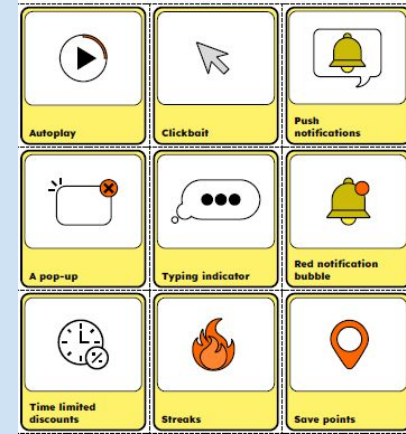 Autoplay
Clickbait
Push
notifications
A pop-up
Typing indicator
Red notification
bubble
Time limited
discounts
Streaks
Save points